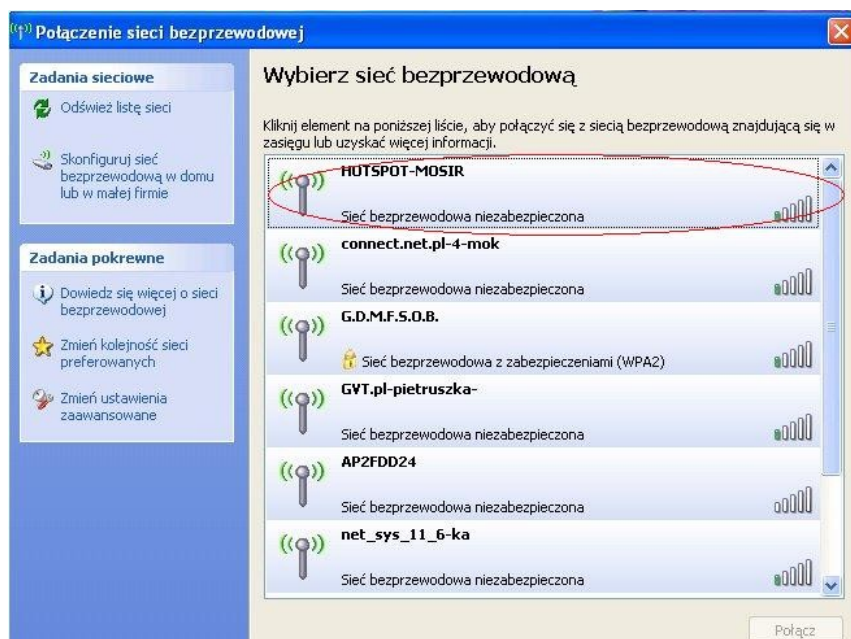 Połączenie sieci bezprzewodowej
Zadania sieciowe
Odśwież listę sieci
Skonfiguruj sieć
bezprzewodową w domu
lub w małej firmie
Zadania pokrewne
Dowiedz się więcej o sieci
bezprzewodowej
Zmień kolejność sieci
preferowanych
Zmień ustawienia
zaawansowane
Wybierz sieć bezprzewodową
Kliknij element na poniższej liście, aby połączyć się z siecią bezprzewodową znajdującą się w
zasięgu lub uzyskać więcej informacji.
HOTSPOT-MOSIR
Sieć bezprzewodowa niezabezpieczona
connect.net.pl-4-mok
Sieć bezprzewodowa niezabezpieczona
G.D.M.F.S.O.B.
Sieć bezprzewodowa z zabezpieczeniami (WPA2)
GVT.pl-pietruszka-
Sieć bezprzewodowa niezabezpieczona
AP2FDD24
Sieć bezprzewodowa niezabezpieczona
net_sys_11_6-ka
Sieć bezprzewodowa niezabezpieczona
Połącz